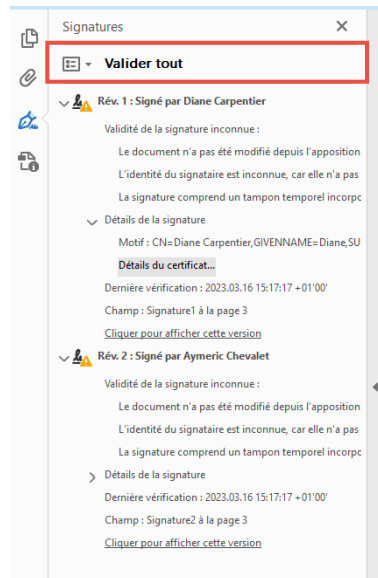 Signatures
Valider tout
Rév. 1 : Signé par Diane Carpentier
Validité de la signature inconnue :
Le document n'a pas été modifié depuis l'apposition
L'identité du signataire est inconnue, car elle n'a pas
La signature comprend un tampon temporel incorpc
Détails de la signature
Motif : CN=Diane Carpentier,GIVENNAME=Diane,SU
Détails du certificat...
Dernière vérification : 2023.03.16 15:17:17 +01'00'
Champ : Signature1 à la page 3
Cliquer pour afficher cette version
Rév. 2 : Signé par Aymeric Chevalet
Validité de la signature inconnue :
Le document n'a pas été modifié depuis l'apposition
L'identité du signataire est inconnue, car elle n'a pas
La signature comprend un tampon temporel incorpc
Détails de la signature
Dernière vérification : 2023.03.16 15:17:17 +01'00'
Champ : Signature2 à la page 3
Cliquer pour afficher cette version